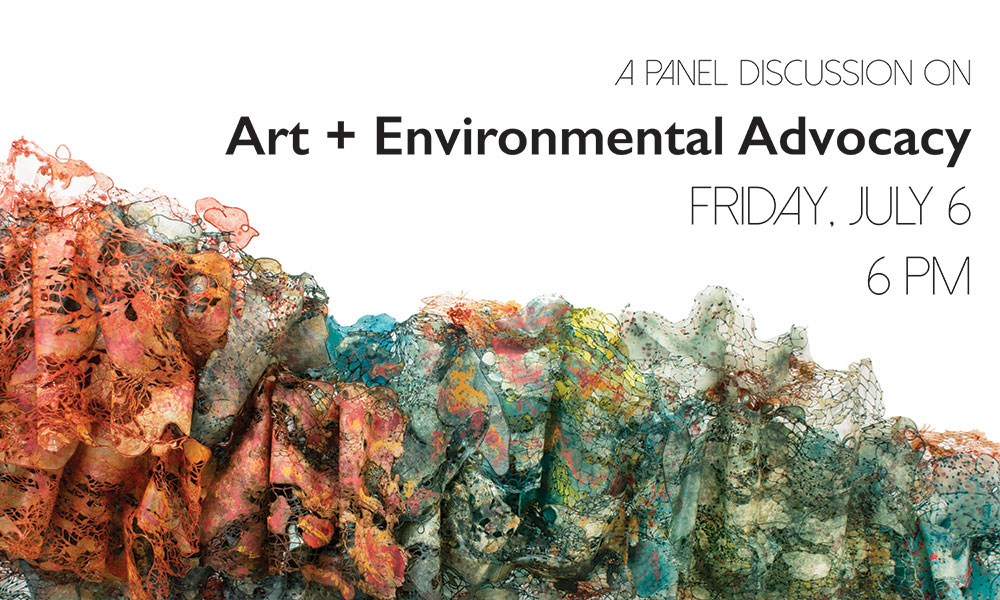 A PANEL DISCUSSION ON
Art + Environmental Advocacy
FRIDAY, JULY 6
6 PM